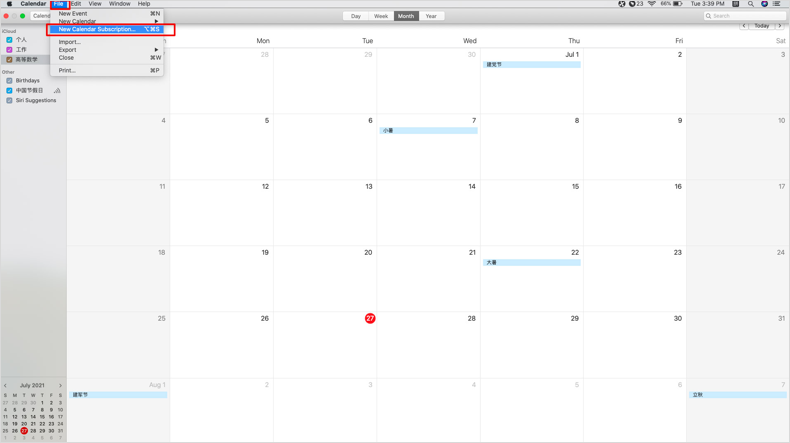 Calendar File Edit View Window Help
23 66% Tue 3:39 PM
Calend
New Event ⌘N
New Calendar
New Calendar Subscription... ⌥⌘S
Import...
Export
Close ⌘W
Print... ⌘P
Day Week Month Year
Search
Today
iCloud
个人
工作
高等数学
Other
Birthdays
中国节假日
Siri Suggestions
Mon Tue Wed Thu Fri Sat
28 29 30 Jul 1 2 3
建党节
4 5 6 7 8 9 10
小暑
11 12 13 14 15 16 17
18 19 20 21 22 23 24
大暑
25 26 27 28 29 30 31
Aug 1 2 3 4 5 6 7
建军节 立秋
July 2021
S M T W T F S
27 28 29 30 1 2 3
4 5 6 7 8 9 10
11 12 13 14 15 16 17
18 19 20 21 22 23 24
25 26 27 28 29 30 31
1 2 3 4 5 6 7